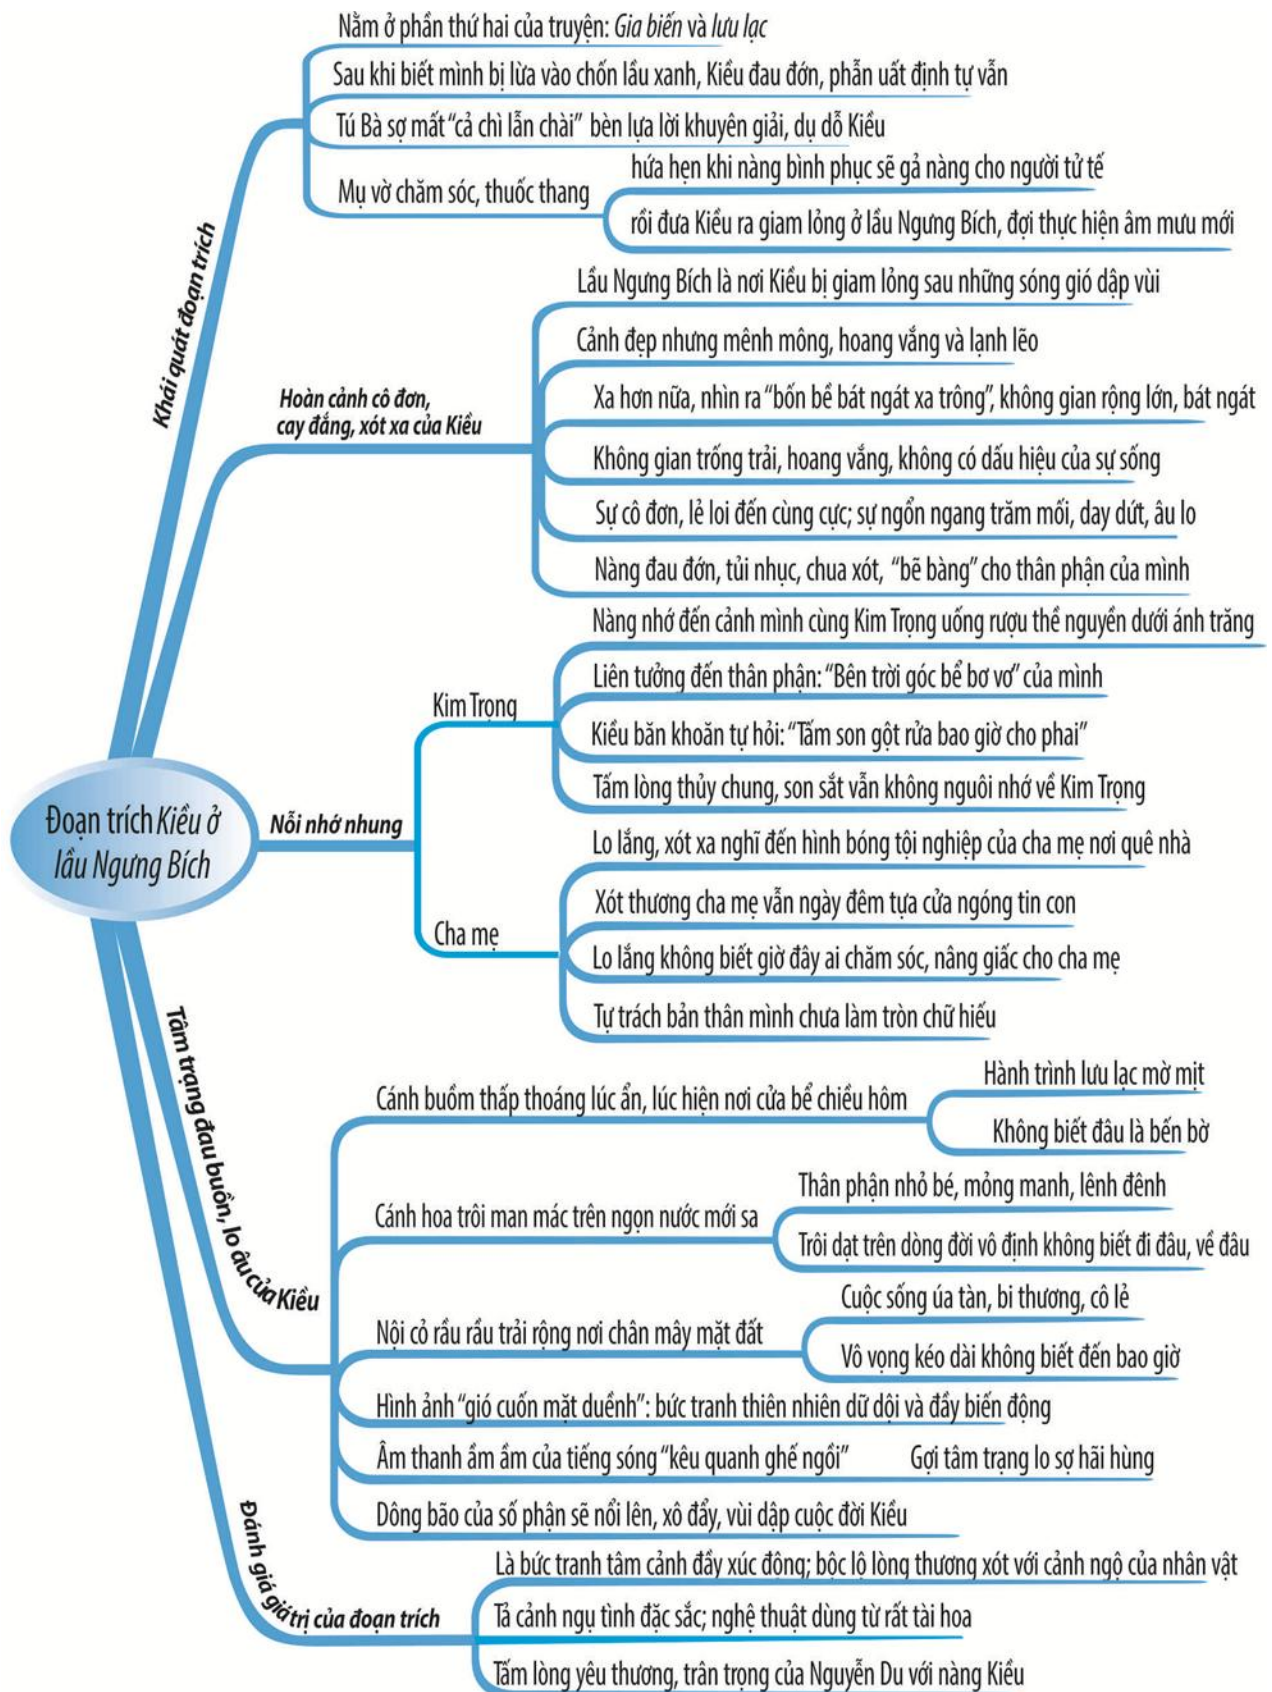 Nằm ở phần thứ hai của truyện: Gia biến và lưu lạc
Sau khi biết mình bị lừa vào chốn lầu xanh, Kiều đau đớn, phẫn uất định tự vẫn
Tú Bà sợ mất “cả chì lẫn chài” bèn lựa lời khuyên giải, dụ dỗ Kiều
Mụ vờ chăm sóc, thuốc thang
hứa hẹn khi nàng bình phục sẽ gả nàng cho người tử tế
rồi đưa Kiều ra giam lỏng ở lầu Ngưng Bích, đợi thực hiện âm mưu mới
Khái quát đoạn trích
Lầu Ngưng Bích là nơi Kiều bị giam lỏng sau những sóng gió dập vùi
Cảnh đẹp nhưng mênh mông, hoang vắng và lạnh lẽo
Hoàn cảnh cô đơn,
cay đắng, xót xa của Kiều
Xa hơn nữa, nhìn ra “bốn bề bát ngát xa trông”, không gian rộng lớn, bát ngát
Không gian trống trải, hoang vắng, không có dấu hiệu của sự sống
Sự cô đơn, lẻ loi đến cùng cực; sự ngổn ngang trăm mối, day dứt, âu lo
Nàng đau đớn, tủi nhục, chua xót, “bẽ bàng” cho thân phận của mình
Nàng nhớ đến cảnh mình cùng Kim Trọng uống rượu thề nguyền dưới ánh trăng
Liên tưởng đến thân phận: “Bên trời góc bể bơ vơ” của mình
Kim Trọng
Kiều băn khoăn tự hỏi: “Tấm son gột rửa bao giờ cho phai”
Tấm lòng thủy chung, son sắt vẫn không nguôi nhớ về Kim Trọng
Đoạn trích Kiều ở
lầu Ngưng Bích
Nỗi nhớ nhung
Lo lắng, xót xa nghĩ đến hình bóng tội nghiệp của cha mẹ nơi quê nhà
Xót thương cha mẹ vẫn ngày đêm tựa cửa ngóng tin con
Cha mẹ
Lo lắng không biết giờ đây ai chăm sóc, nâng giấc cho cha mẹ
Tự trách bản thân mình chưa làm tròn chữ hiếu
Tâm trạng đau buồn, lo âu của Kiều
Cánh buồm thấp thoáng lúc ẩn, lúc hiện nơi cửa bể chiều hôm
Hành trình lưu lạc mờ mịt
Không biết đâu là bến bờ
Cánh hoa trôi man mác trên ngọn nước mới sa
Thân phận nhỏ bé, mỏng manh, lênh đênh
Trôi dạt trên dòng đời vô định không biết đi đâu, về đâu
Nội cỏ rầu rầu trải rộng nơi chân mây mặt đất
Cuộc sống úa tàn, bi thương, cô lẻ
Vô vọng kéo dài không biết đến bao giờ
Hình ảnh “gió cuốn mặt duềnh”: bức tranh thiên nhiên dữ dội và đầy biến động
Âm thanh ầm ầm của tiếng sóng “kêu quanh ghế ngồi” Gợi tâm trạng lo sợ hãi hùng
Dông bão của số phận sẽ nổi lên, xô đẩy, vùi dập cuộc đời Kiều
Đánh giá giá trị của đoạn trích
Là bức tranh tâm cảnh đầy xúc động; bộc lộ lòng thương xót với cảnh ngộ của nhân vật
Tả cảnh ngụ tình đặc sắc; nghệ thuật dùng từ rất tài hoa
Tấm lòng yêu thương, trân trọng của Nguyễn Du với nàng Kiều